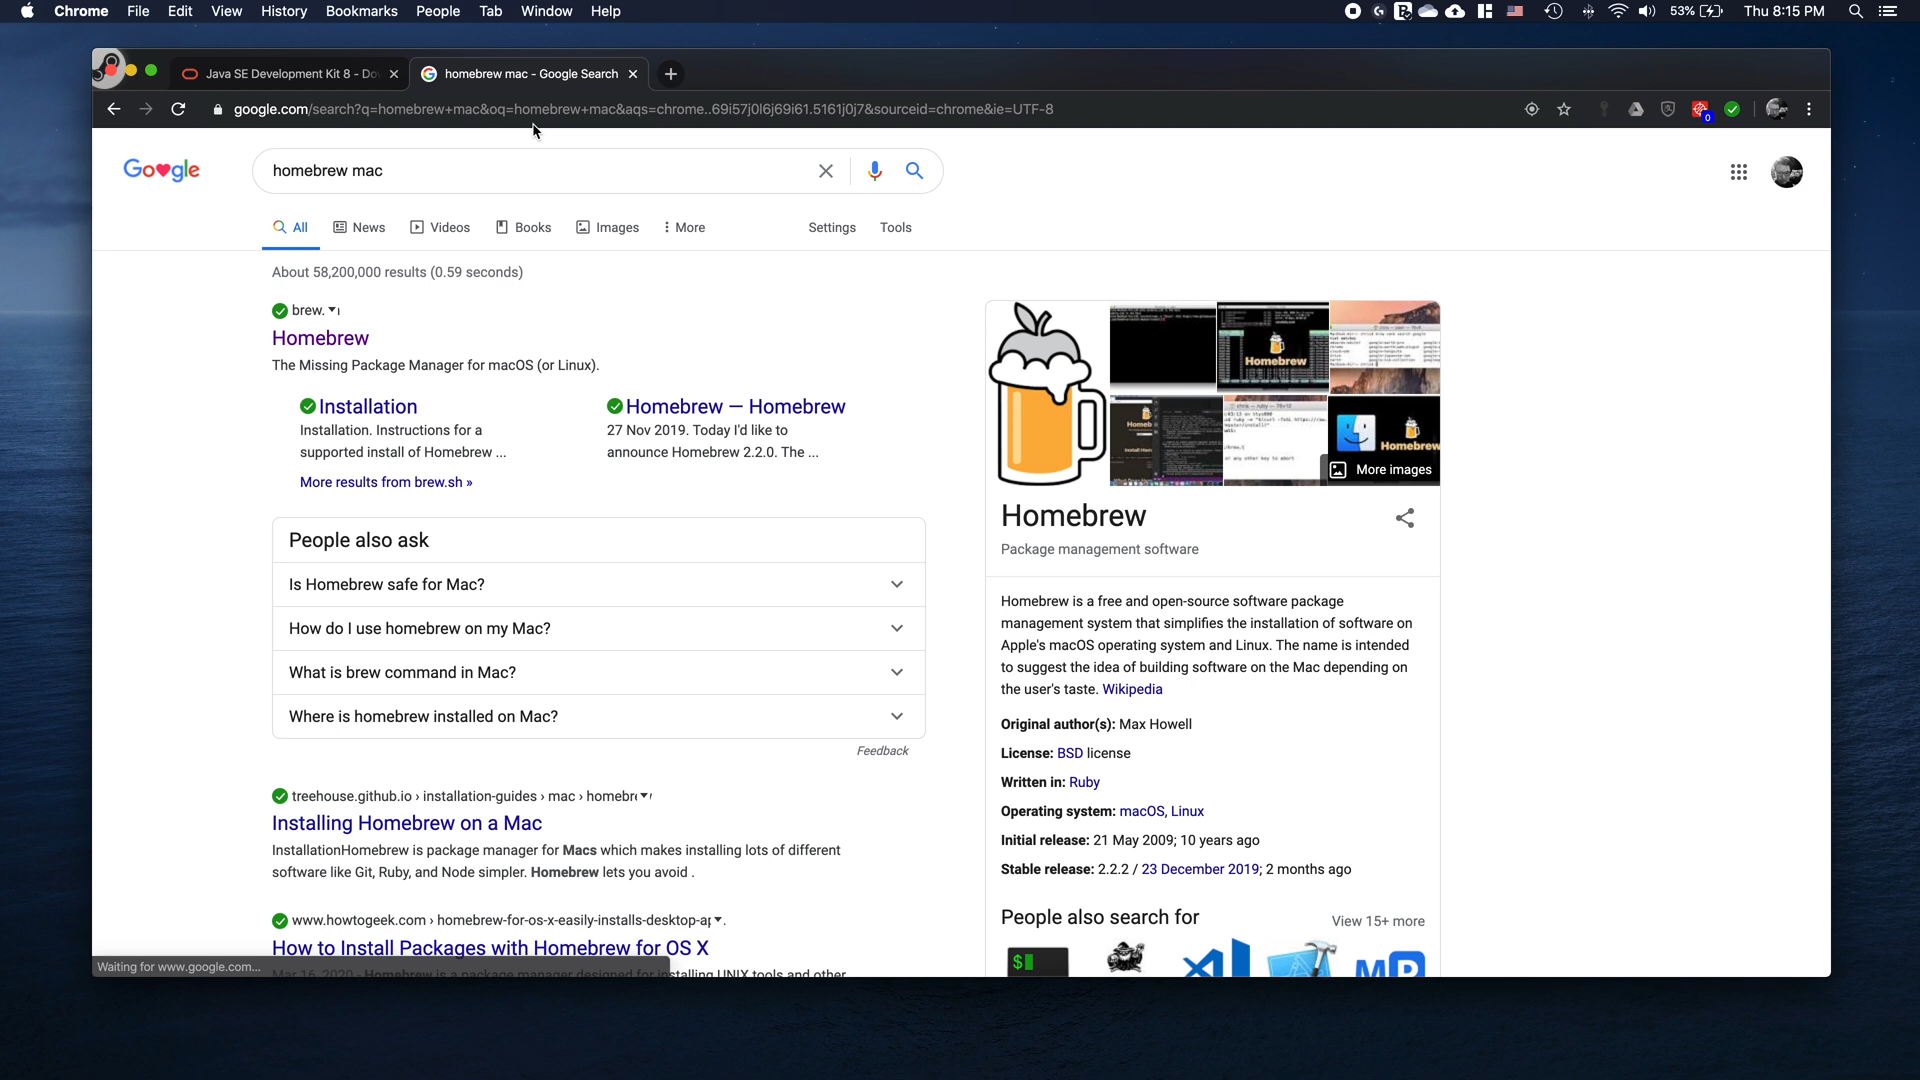 Chrome File Edit View History Bookmarks People Tab Window Help
53% Thu 8:15 PM
Java SE Development Kit 8 - Do
homebrew mac - Google Search
google.com/search?q=homebrew+mac&oq=homebrew+mac&aqs=chrome..69i57j0l6j69i61.5161j0j7&sourceid=chrome&ie=UTF-8
0
homebrew mac
All News Videos Books Images More Settings Tools
About 58,200,000 results (0.59 seconds)
brew.
Homebrew
The Missing Package Manager for macOS (or Linux).
Installation
Installation. Instructions for a
supported install of Homebrew ...
Homebrew — Homebrew
27 Nov 2019. Today I'd like to
announce Homebrew 2.2.0. The ...
More results from brew.sh »
People also ask
Is Homebrew safe for Mac?
How do I use homebrew on my Mac?
What is brew command in Mac?
Where is homebrew installed on Mac?
Feedback
treehouse.github.io › installation-guides › mac › homebre
Installing Homebrew on a Mac
InstallationHomebrew is package manager for Macs which makes installing lots of different
software like Git, Ruby, and Node simpler. Homebrew lets you avoid .
www.howtogeek.com › homebrew-for-os-x-easily-installs-desktop-ap
How to Install Packages with Homebrew for OS X
Mar 16, 2020 - Homebrew is a package manager designed for installing UNIX tools and other
Waiting for www.google.com...
Homebrew
Homebrew
More images
Homebrew
Package management software
Homebrew is a free and open-source software package
management system that simplifies the installation of software on
Apple's macOS operating system and Linux. The name is intended
to suggest the idea of building software on the Mac depending on
the user's taste. Wikipedia
Original author(s): Max Howell
License: BSD license
Written in: Ruby
Operating system: macOS, Linux
Initial release: 21 May 2009; 10 years ago
Stable release: 2.2.2 / 23 December 2019; 2 months ago
People also search for
View 15+ more
$